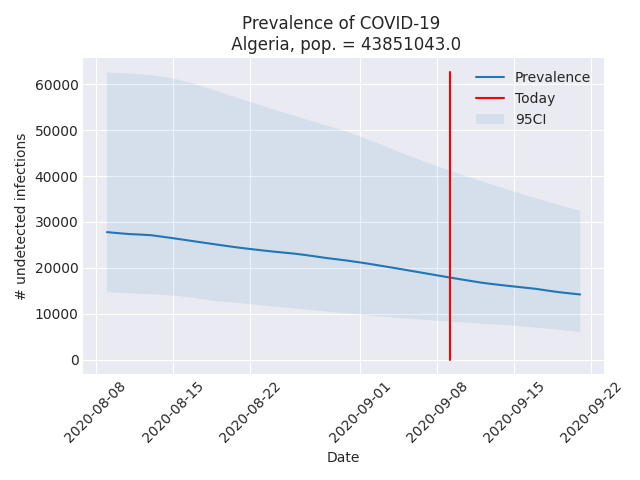 Prevalence of COVID-19
Algeria, pop. = 43851043.0
Prevalence
Today
95CI
# undetected infections
60000
50000
40000
30000
20000
10000
0
2020-08-08
2020-08-15
2020-08-22
2020-09-01
2020-09-08
2020-09-15
2020-09-22
Date